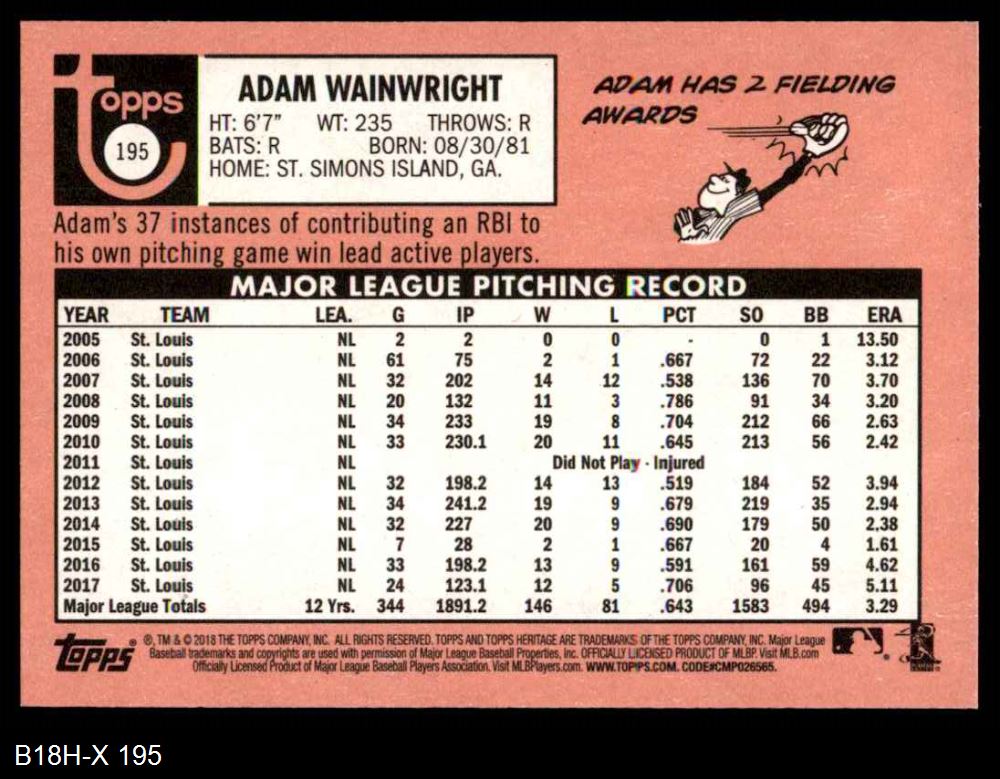 Topps
195
ADAM WAINWRIGHT
HT: 6'7" WT: 235 THROWS: R
BATS: R BORN: 08/30/81
HOME: ST. SIMONS ISLAND, GA.
ADAM HAS 2 FIELDING
AWARDS
Adam's 37 instances of contributing an RBI to
his own pitching game win lead active players.
MAJOR LEAGUE PITCHING RECORD
YEAR TEAM LEA. G IP W L PCT SO BB ERA
2005 St. Louis NL 2 2 0 0 - 0 1 13.50
2006 St. Louis NL 61 75 2 1 .667 72 22 3.12
2007 St. Louis NL 32 202 14 12 .538 136 70 3.70
2008 St. Louis NL 20 132 11 3 .786 91 34 3.20
2009 St. Louis NL 34 233 19 8 .704 212 66 2.63
2010 St. Louis NL 33 230.1 20 11 .645 213 56 2.42
2011 St. Louis NL Did Not Play - Injured
2012 St. Louis NL 32 198.2 14 13 .519 184 52 3.94
2013 St. Louis NL 34 241.2 19 9 .679 219 35 2.94
2014 St. Louis NL 32 227 20 9 .690 179 50 2.38
2015 St. Louis NL 7 28 2 1 .667 20 4 1.61
2016 St. Louis NL 33 198.2 13 9 .591 161 59 4.62
2017 St. Louis NL 24 123.1 12 5 .706 96 45 5.11
Major League Totals 12 Yrs. 344 1891.2 146 81 .643 1583 494 3.29
Topps®
®, TM & © 2018 THE TOPPS COMPANY, INC. ALL RIGHTS RESERVED. TOPPS AND TOPPS HERITAGE ARE TRADEMARKS OF THE TOPPS COMPANY, INC. Major League
Baseball trademarks and copyrights are used with permission of Major League Baseball Properties, Inc. OFFICIALLY LICENSED PRODUCT OF MLBP. Visit MLB.com
Officially Licensed Product of Major League Baseball Players Association. Visit MLBPlayers.com. WWW.TOPPS.COM. CODE#CMP026565.
B18H-X 195